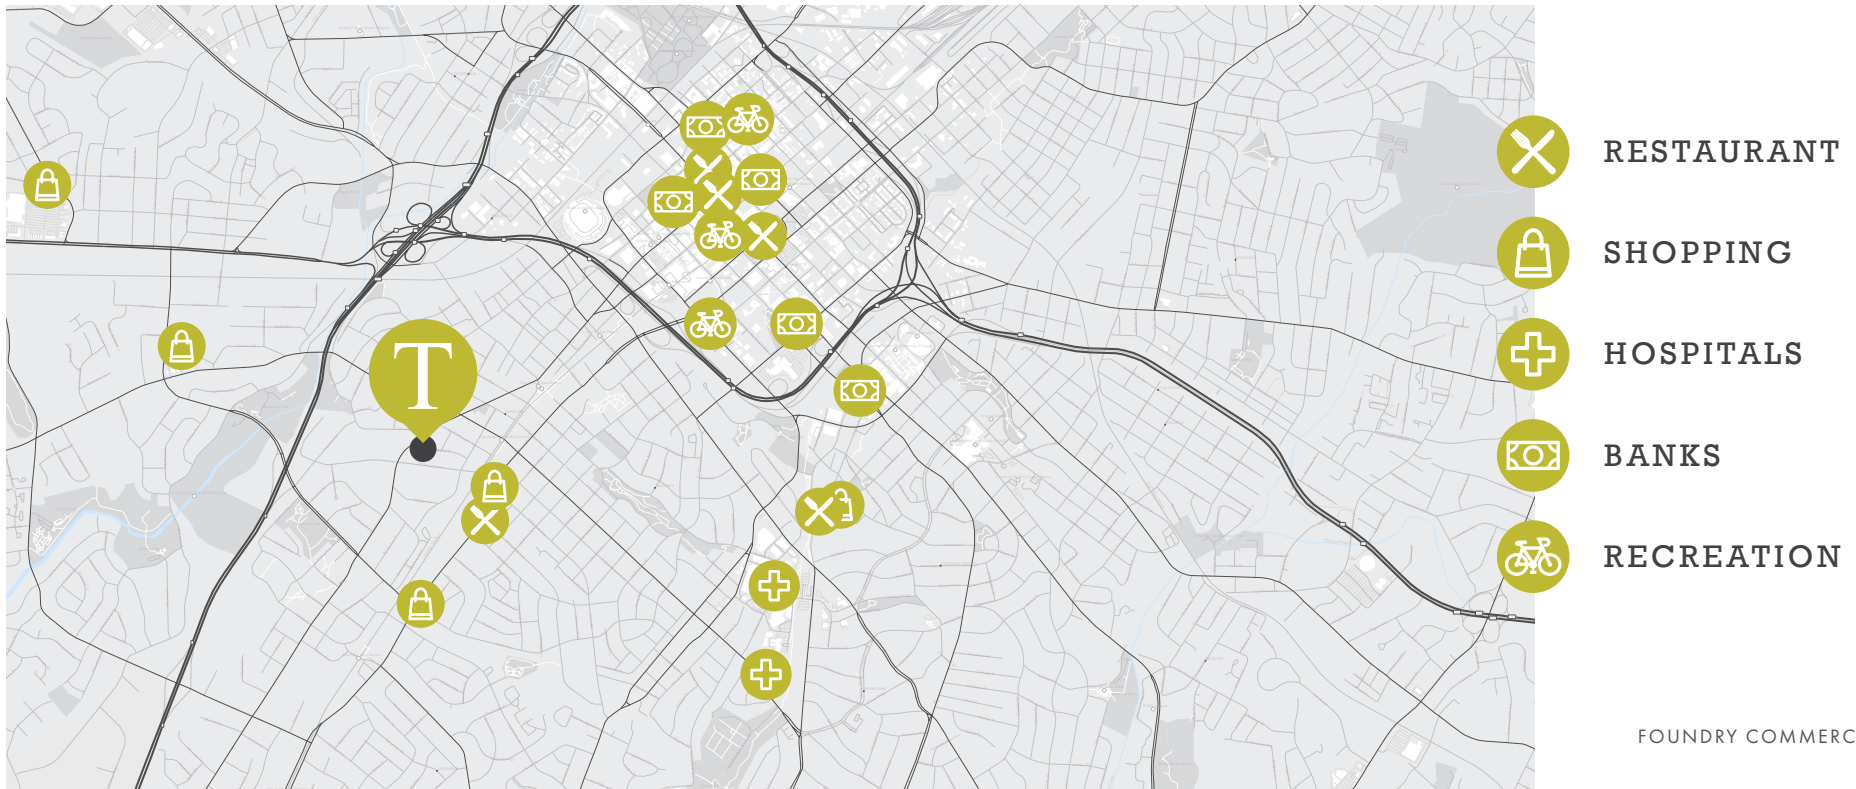 T
RESTAURANT
SHOPPING
HOSPITALS
BANKS
RECREATION
FOUNDRY COMMERC